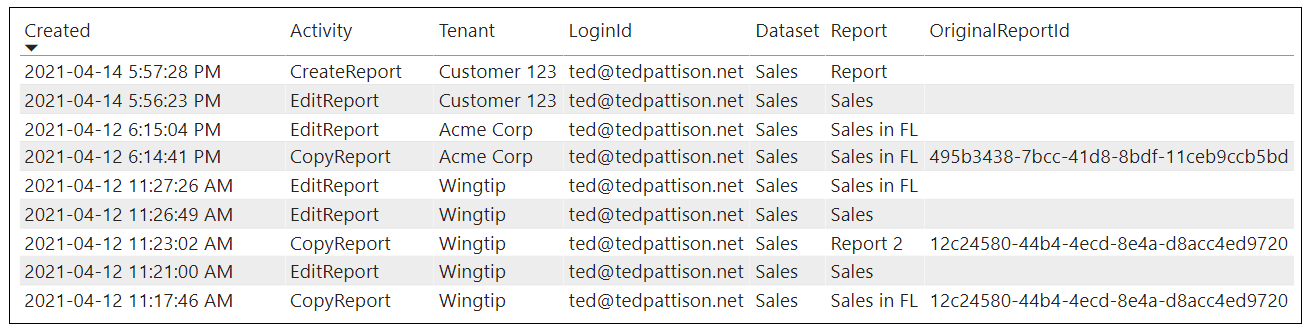 Created Activity Tenant LoginId Dataset Report OriginalReportId
2021-04-14 5:57:28 PM CreateReport Customer 123 ted@tedpattison.net Sales Report
2021-04-14 5:56:23 PM EditReport Customer 123 ted@tedpattison.net Sales Sales
2021-04-12 6:15:04 PM EditReport Acme Corp ted@tedpattison.net Sales Sales in FL
2021-04-12 6:14:41 PM CopyReport Acme Corp ted@tedpattison.net Sales Sales in FL 495b3438-7bcc-41d8-8bdf-11ceb9ccb5bd
2021-04-12 11:27:26 AM EditReport Wingtip ted@tedpattison.net Sales Sales in FL
2021-04-12 11:26:49 AM EditReport Wingtip ted@tedpattison.net Sales Sales
2021-04-12 11:23:02 AM CopyReport Wingtip ted@tedpattison.net Sales Report 2 12c24580-44b4-4ecd-8e4a-d8acc4ed9720
2021-04-12 11:21:00 AM EditReport Wingtip ted@tedpattison.net Sales Sales
2021-04-12 11:17:46 AM CopyReport Wingtip ted@tedpattison.net Sales Sales in FL 12c24580-44b4-4ecd-8e4a-d8acc4ed9720